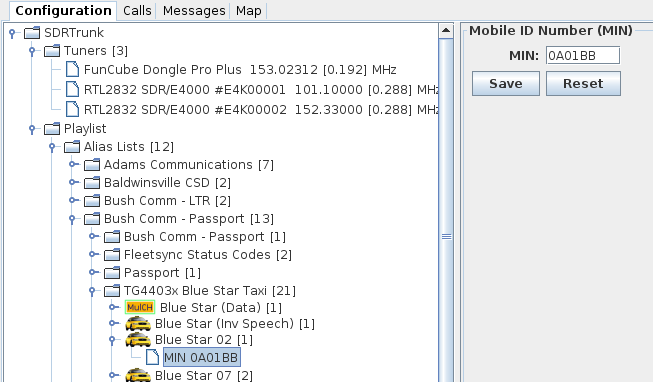 Configuration Calls Messages Map
SDRTrunk
Tuners [3]
FunCube Dongle Pro Plus 153.02312 [0.192] MHz
RTL2832 SDR/E4000 #E4K00001 101.10000 [0.288] MHz
RTL2832 SDR/E4000 #E4K00002 152.33000 [0.288] MHz
Playlist
Alias Lists [12]
Adams Communications [7]
Baldwinsville CSD [2]
Bush Comm - LTR [2]
Bush Comm - Passport [13]
Bush Comm - Passport [1]
Fleetsync Status Codes [2]
Passport [1]
TG4403x Blue Star Taxi [21]
MulCH Blue Star (Data) [1]
Blue Star (Inv Speech) [1]
Blue Star 02 [1]
MIN 0A01BB
Blue Star 07 [2]
Mobile ID Number (MIN)
MIN: 0A01BB
Save Reset